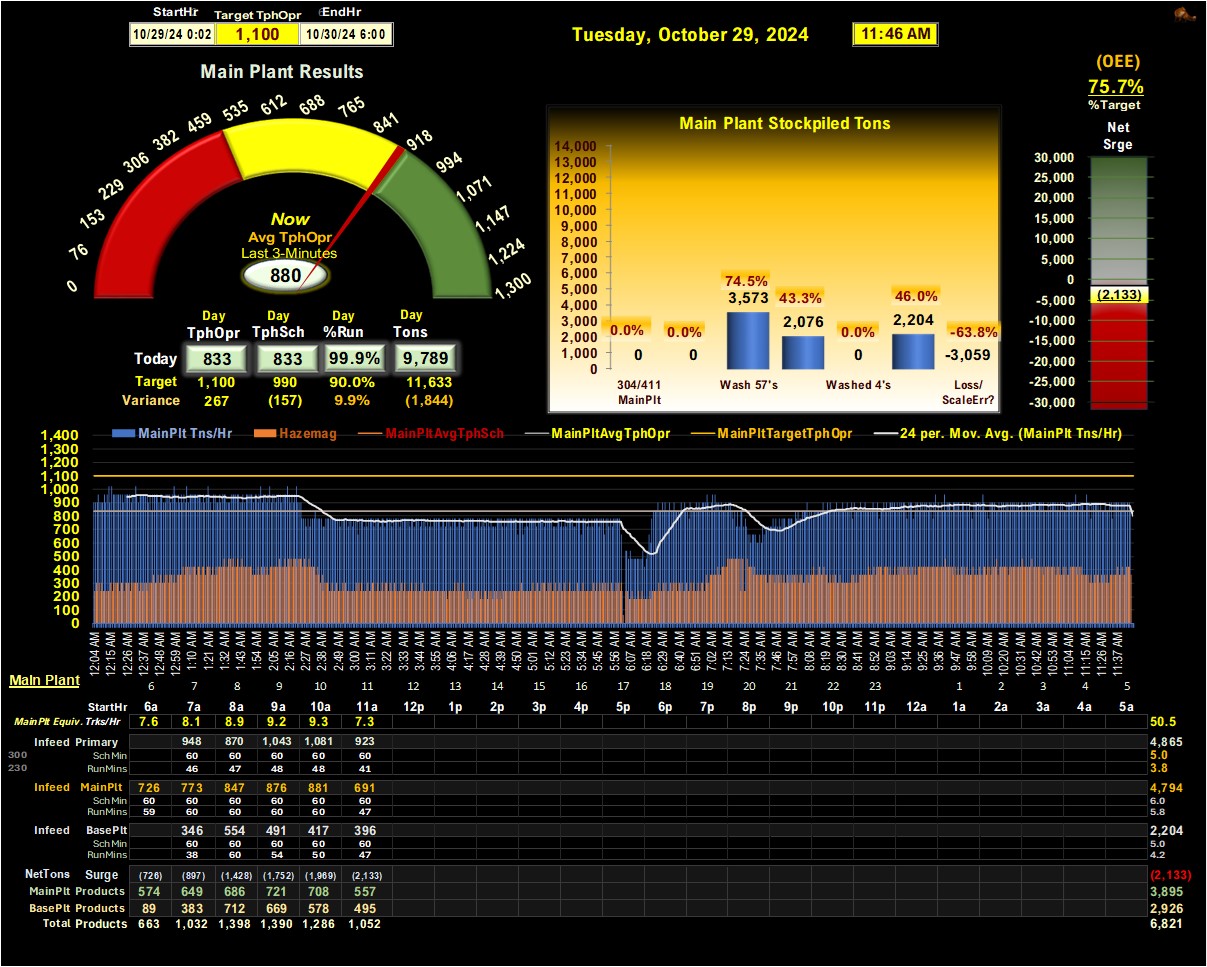 StartHr Target TphOpr EndHr
10/29/24 0:02 1,100 10/30/24 6:00
Tuesday, October 29, 2024 11:46 AM
(OEE)
75.7%
%Target
Net
Srge
30,000
25,000
20,000
15,000
10,000
5,000
0
(2,133)
-5,000
-10,000
-15,000
-20,000
-25,000
-30,000
Main Plant Results
0
76
153
229
306
382
459
535
612
688
765
841
918
994
1,071
1,147
1,224
1,300
Now
Avg TphOpr
Last 3-Minutes
880
Day Day Day Day
TphOpr TphSch %Run Tons
Today 833 833 99.9% 9,789
Target 1,100 990 90.0% 11,633
Variance 267 (157) 9.9% (1,844)
Main Plant Stockpiled Tons
14,000
13,000
12,000
11,000
10,000
9,000
8,000
7,000
6,000
5,000
4,000
3,000
2,000
1,000
0
0.0% 0.0% 74.5% 43.3% 0.0% 46.0% -63.8%
0 0 3,573 2,076 0 2,204 -3,059
304/411 Wash 57's Washed 4's Loss/
MainPlt ScaleErr?
MainPlt Tns/Hr Hazemag MainPltAvgTphSch MainPltAvgTphOpr MainPltTargetTphOpr 24 per. Mov. Avg. (MainPlt Tns/Hr)
1,400
1,300
1,200
1,100
1,000
900
800
700
600
500
400
300
200
100
0
12:04 AM 12:15 AM 12:26 AM 12:37 AM 12:48 AM 12:59 AM 1:10 AM 1:21 AM 1:32 AM 1:43 AM 1:54 AM 2:05 AM 2:16 AM 2:27 AM 2:38 AM 2:49 AM 3:00 AM 3:11 AM 3:22 AM 3:33 AM 3:44 AM 3:55 AM 4:06 AM 4:17 AM 4:28 AM 4:39 AM 4:50 AM 5:01 AM 5:12 AM 5:23 AM 5:34 AM 5:45 AM 5:56 AM 6:07 AM 6:18 AM 6:29 AM 6:40 AM 6:51 AM 7:02 AM 7:13 AM 7:24 AM 7:35 AM 7:46 AM 7:57 AM 8:08 AM 8:19 AM 8:30 AM 8:41 AM 8:52 AM 9:03 AM 9:14 AM 9:25 AM 9:36 AM 9:47 AM 9:58 AM 10:09 AM 10:20 AM 10:31 AM 10:42 AM 10:53 AM 11:04 AM 11:15 AM 11:26 AM 11:37 AM
Main Plant
6 7 8 9 10 11 12 13 14 15 16 17 18 19 20 21 22 23 1 2 3 4 5
StartHr 6a 7a 8a 9a 10a 11a 12p 1p 2p 3p 4p 5p 6p 7p 8p 9p 10p 11p 12a 1a 2a 3a 4a 5a
MainPlt Equiv. Trks/Hr 7.6 8.1 8.9 9.2 9.3 7.3 50.5
Infeed Primary 948 870 1,043 1,081 923 4,865
300 Sch Min 60 60 60 60 60 5.0
230 RunMins 46 47 48 48 41 3.8
Infeed MainPlt 726 773 847 876 881 691 4,794
Sch Min 60 60 60 60 60 60 6.0
RunMins 59 60 60 60 60 47 5.8
Infeed BasePlt 346 554 491 417 396 2,204
Sch Min 60 60 60 60 60 5.0
RunMins 38 60 54 50 47 4.2
NetTons Surge (726) (897) (1,428) (1,752) (1,969) (2,133) (2,133)
MainPlt Products 574 649 686 721 708 557 3,895
BasePlt Products 89 383 712 669 578 495 2,926
Total Products 663 1,032 1,398 1,390 1,286 1,052 6,821